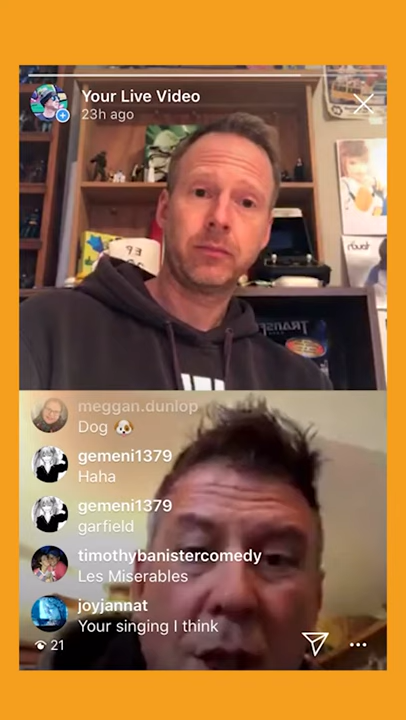 Your Live Video
23h ago
meggan.dunlop
Dog 🐶
gemeni1379
Haha
gemeni1379
garfield
timothybanistercomedy
Les Miserables
joyjannat
Your singing I think
21